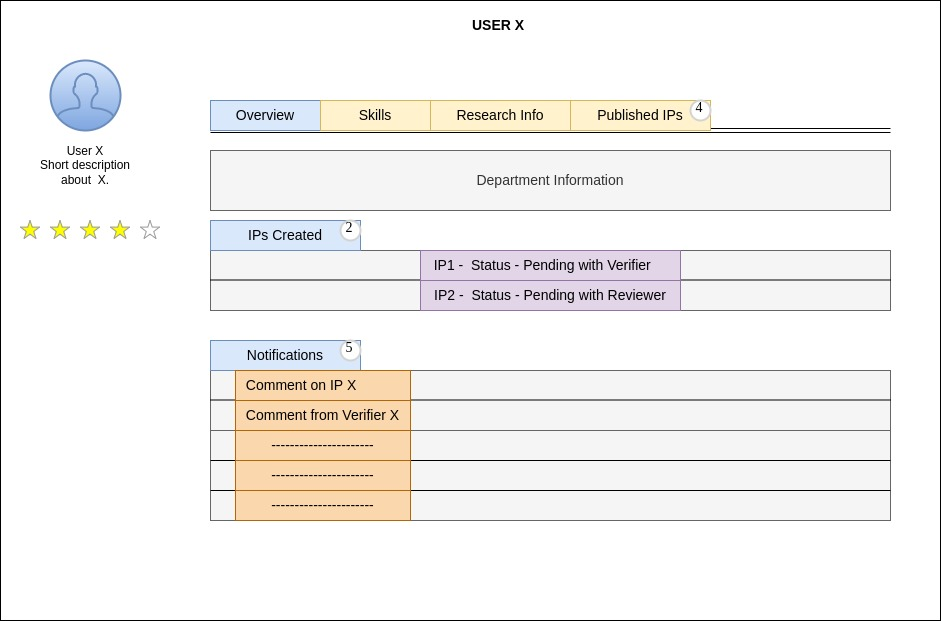 USER X
User X
Short description
about  X.
Overview
Skills
Research Info
Published IPs
4
Department Information
IPs Created
2
IP1 -  Status - Pending with Verifier
IP2 -  Status - Pending with Reviewer
Notifications
5
Comment on IP X
Comment from Verifier X
----------------------
----------------------
----------------------